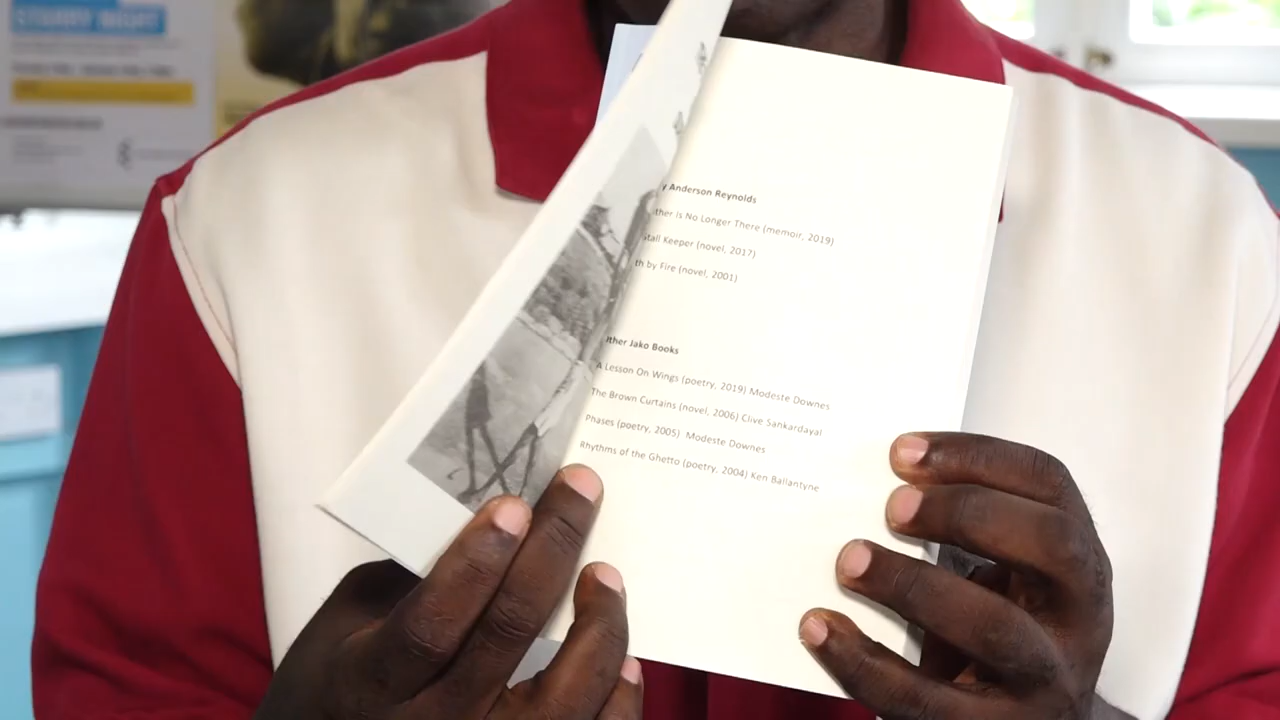 STARRY NIGHT
y Anderson Reynolds
ther is No Longer There (memoir, 2019)
stall Keeper (novel, 2017)
th by Fire (novel, 2001)
ther Jako Books
A Lesson On Wings (poetry, 2019) Modeste Downes
The Brown Curtains (novel, 2006) Clive Sankardayal
Phases (poetry, 2005) Modeste Downes
Rhythms of the Ghetto (poetry, 2004) Ken Ballantyne